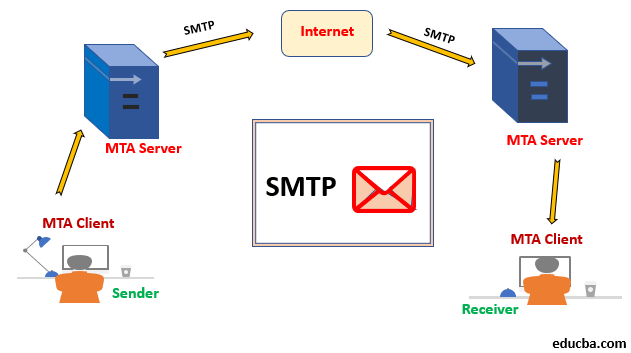 SMTP
Internet
SMTP
MTA Server
MTA Server
SMTP
MTA Client
Sender
MTA Client
Receiver
educba.com